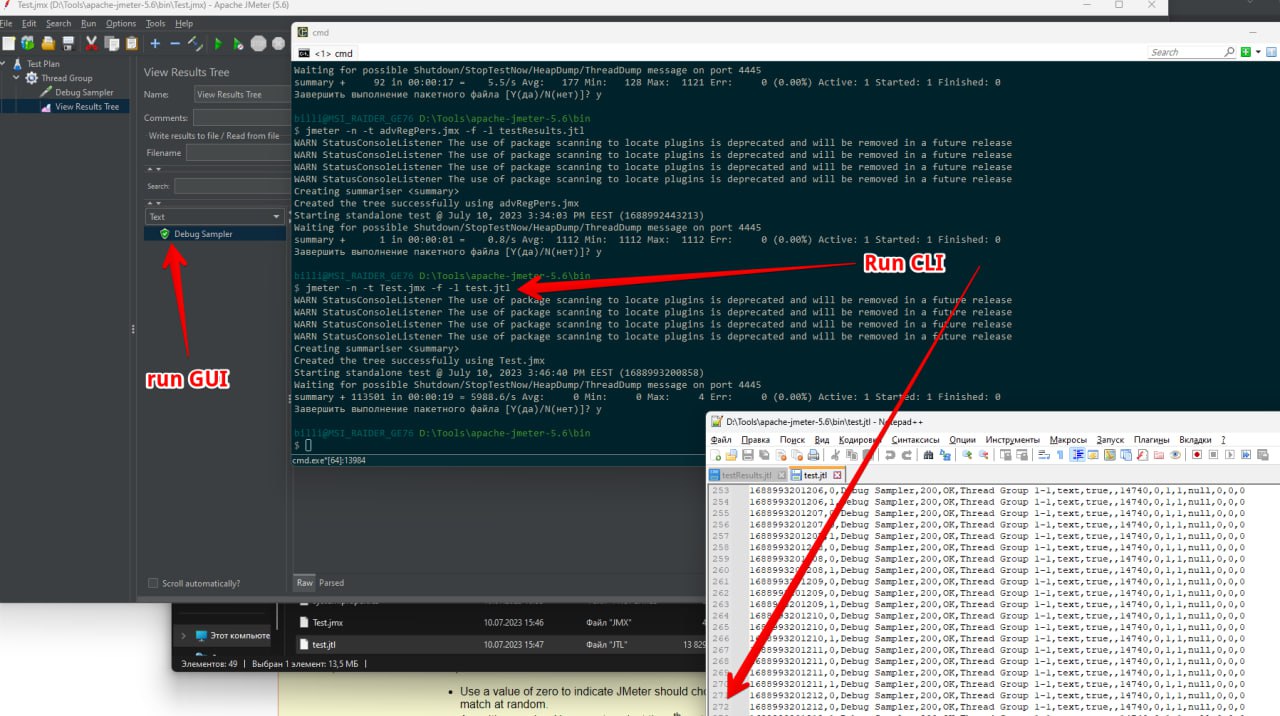 Test.jmx (D:\Tools\apache-jmeter-5.6\bin\Test.jmx) - Apache JMeter (5.6)
File Edit Search Run Options Tools Help
Test Plan
Thread Group
Debug Sampler
View Results Tree
View Results Tree
Name: View Results Tree
Comments:
Write results to file / Read from file
Filename
Search:
Text
Debug Sampler
run GUI
Scroll automatically?
Raw Parsed
cmd
<1> cmd
Search
Waiting for possible Shutdown/StopTestNow/HeapDump/ThreadDump message on port 4445
summary + 92 in 00:00:17 = 5.5/s Avg: 177 Min: 128 Max: 1121 Err: 0 (0.00%) Active: 1 Started: 1 Finished: 0
Завершить выполнение пакетного файла [Y(да)/N(нет)]? y
billi@MSI_RAIDER_GE76 D:\Tools\apache-jmeter-5.6\bin
$ jmeter -n -t advRegPers.jmx -f -l testResults.jtl
WARN StatusConsoleListener The use of package scanning to locate plugins is deprecated and will be removed in a future release
WARN StatusConsoleListener The use of package scanning to locate plugins is deprecated and will be removed in a future release
WARN StatusConsoleListener The use of package scanning to locate plugins is deprecated and will be removed in a future release
WARN StatusConsoleListener The use of package scanning to locate plugins is deprecated and will be removed in a future release
Creating summariser <summary>
Created the tree successfully using advRegPers.jmx
Starting standalone test @ July 10, 2023 3:34:03 PM EEST (1688992443213)
Waiting for possible Shutdown/StopTestNow/HeapDump/ThreadDump message on port 4445
summary + 1 in 00:00:01 = 0.8/s Avg: 1112 Min: 1112 Max: 1112 Err: 0 (0.00%) Active: 1 Started: 1 Finished: 0
Завершить выполнение пакетного файла [Y(да)/N(нет)]? y
Run CLI
billi@MSI_RAIDER_GE76 D:\Tools\apache-jmeter-5.6\bin
$ jmeter -n -t Test.jmx -f -l test.jtl
WARN StatusConsoleListener The use of package scanning to locate plugins is deprecated and will be removed in a future release
WARN StatusConsoleListener The use of package scanning to locate plugins is deprecated and will be removed in a future release
WARN StatusConsoleListener The use of package scanning to locate plugins is deprecated and will be removed in a future release
WARN StatusConsoleListener The use of package scanning to locate plugins is deprecated and will be removed in a future release
Creating summariser <summary>
Created the tree successfully using Test.jmx
Starting standalone test @ July 10, 2023 3:46:40 PM EEST (1688993200858)
Waiting for possible Shutdown/StopTestNow/HeapDump/ThreadDump message on port 4445
summary + 113501 in 00:00:19 = 5988.6/s Avg: 0 Min: 0 Max: 4 Err: 0 (0.00%) Active: 1 Started: 1 Finished: 0
Завершить выполнение пакетного файла [Y(да)/N(нет)]? y
billi@MSI_RAIDER_GE76 D:\Tools\apache-jmeter-5.6\bin
$
cmd.exe*[64]:13984
D:\Tools\apache-jmeter-5.6\bin\test.jtl - Notepad++
Файл Правка Поиск Вид Кодировки Синтаксисы Опции Инструменты Макросы Запуск Плагины Вкладки ?
testResults.jtl test.jtl
253 1688993201206,0,Debug Sampler,200,OK,Thread Group 1-1,text,true,,14740,0,1,1,null,0,0,0
254 1688993201206,1,Debug Sampler,200,OK,Thread Group 1-1,text,true,,14740,0,1,1,null,0,0,0
255 1688993201207,0,Debug Sampler,200,OK,Thread Group 1-1,text,true,,14740,0,1,1,null,0,0,0
256 1688993201207, Debug Sampler,200,OK,Thread Group 1-1,text,true,,14740,0,1,1,null,0,0,0
257 Debug Sampler,200,OK,Thread Group 1-1,text,true,,14740,0,1,1,null,0,0,0
258 ,0,Debug Sampler,200,OK,Thread Group 1-1,text,true,,14740,0,1,1,null,0,0,0
259 208,0,Debug Sampler,200,OK,Thread Group 1-1,text,true,,14740,0,1,1,null,0,0,0
260 208,1,Debug Sampler,200,OK,Thread Group 1-1,text,true,,14740,0,1,1,null,0,0,0
261 209,0,Debug Sampler,200,OK,Thread Group 1-1,text,true,,14740,0,1,1,null,0,0,0
262 209,0,Debug Sampler,200,OK,Thread Group 1-1,text,true,,14740,0,1,1,null,0,0,0
263 1209,1,Debug Sampler,200,OK,Thread Group 1-1,text,true,,14740,0,1,1,null,0,0,0
264 1210,0,Debug Sampler,200,OK,Thread Group 1-1,text,true,,14740,0,1,1,null,0,0,0
265 1210,0,Debug Sampler,200,OK,Thread Group 1-1,text,true,,14740,0,1,1,null,0,0,0
266 1210,1,Debug Sampler,200,OK,Thread Group 1-1,text,true,,14740,0,1,1,null,0,0,0
267 1211,0,Debug Sampler,200,OK,Thread Group 1-1,text,true,,14740,0,1,1,null,0,0,0
268 1211,0,Debug Sampler,200,OK,Thread Group 1-1,text,true,,14740,0,1,1,null,0,0,0
1211,0,Debug Sampler,200,OK,Thread Group 1-1,text,true,,14740,0,1,1,null,0,0,0
1211,1,Debug Sampler,200,OK,Thread Group 1-1,text,true,,14740,0,1,1,null,0,0,0
1212,0,Debug Sampler,200,OK,Thread Group 1-1,text,true,,14740,0,1,1,null,0,0,0
272 1688993201212,0,Debug Sampler,200,OK,Thread Group 1-1,text,true,,14740,0,1,1,null,0,0,0
Этот компьюте
Test.jmx 10.07.2023 15:46 Файл "JMX"
test.jtl 10.07.2023 15:47 Файл "JTL" 13 829
Элементов: 49 | Выбран 1 элемент: 13,5 МБ |
• Use a value of zero to indicate JMeter should
match at random.